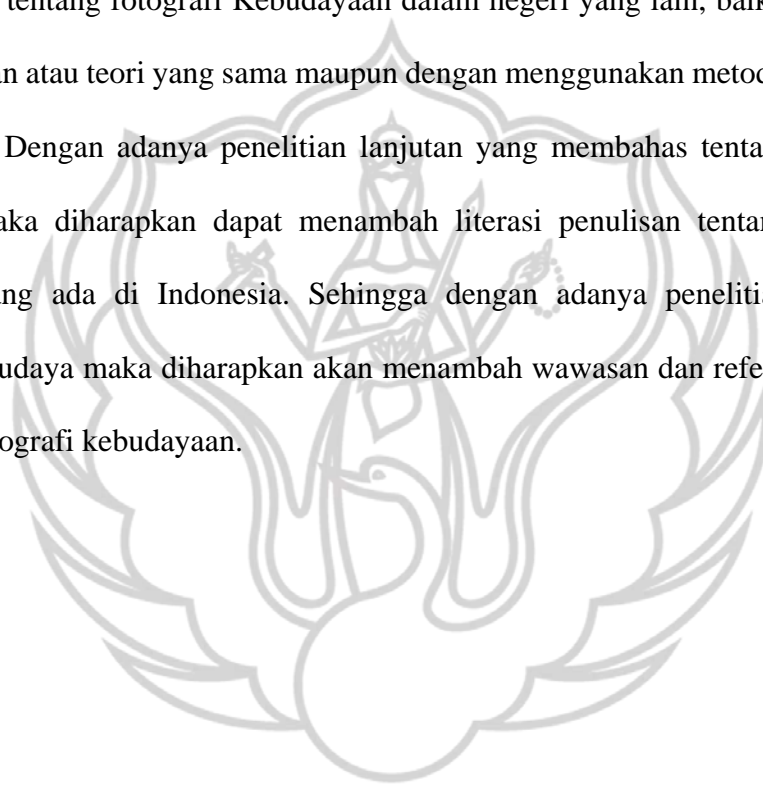 tentang fotografi Kebudayaan dalam negeri yang lain, baik
an atau teori yang sama maupun dengan menggunakan metod
Dengan adanya penelitian lanjutan yang membahas tenta
aka diharapkan dapat menambah literasi penulisan tentan
ang ada di Indonesia. Sehingga dengan adanya penelitia
udaya maka diharapkan akan menambah wawasan dan refe
ografi kebudayaan.